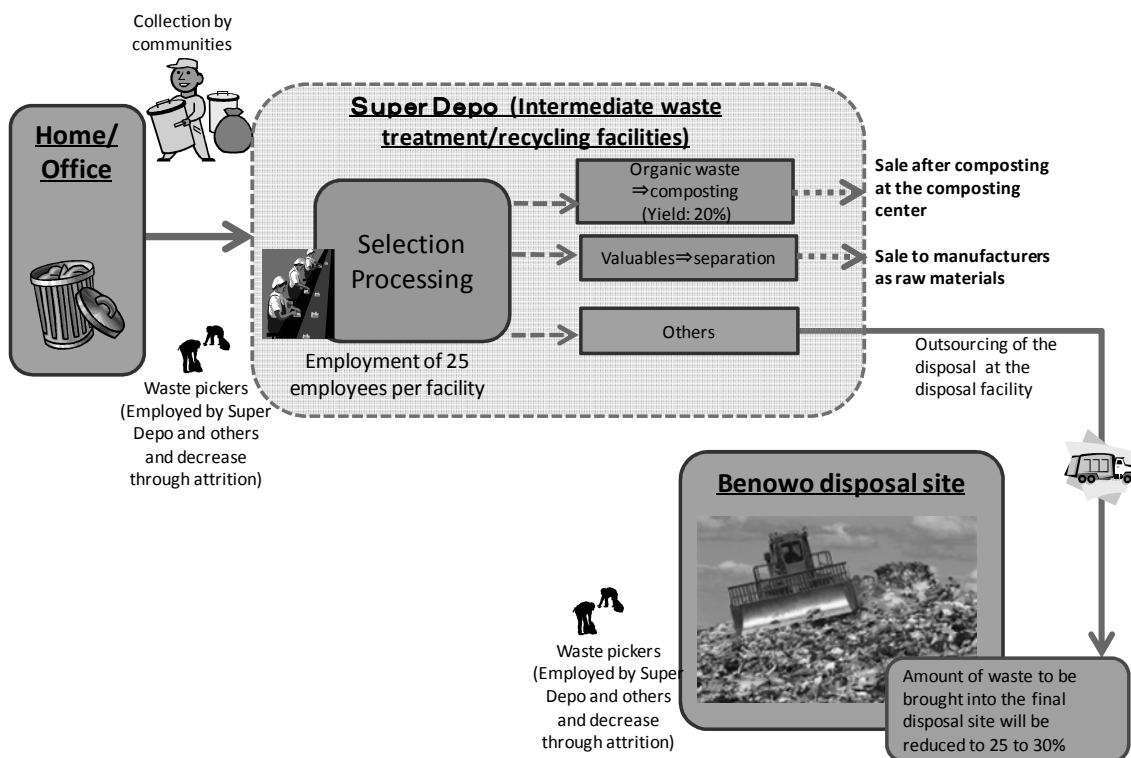 Collection by
communities
Home/
Office
Super Depo (Intermediate waste
treatment/recycling facilities)
Selection
Processing
Organic waste
⇒composting
(Yield: 20%)
Valuables⇒separation
Others
Employment of 25
employees per facility
Sale after composting
at the composting
center
Sale to manufacturers
as raw materials
Outsourcing of the
disposal at the
disposal facility
Waste pickers
(Employed by Super
Depo and others
and decrease
through attrition)
Benowo disposal site
Waste pickers
(Employed by Super
Depo and others
and decrease
through attrition)
Amount of waste to be
brought into the final
disposal site will be
reduced to 25 to 30%